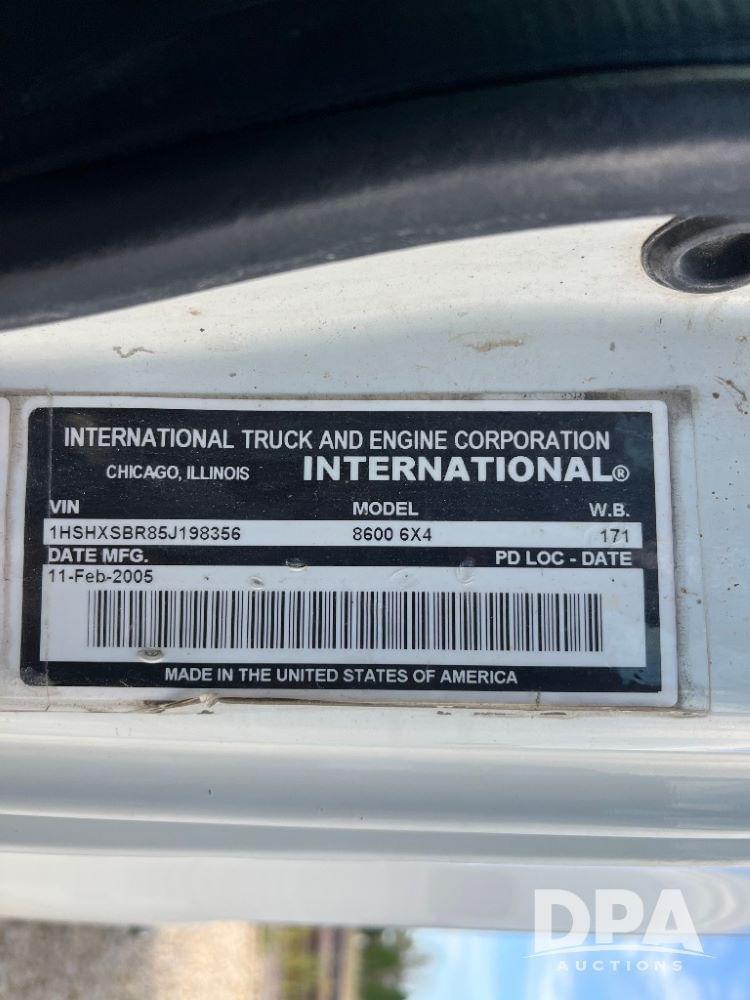 INTERNATIONAL TRUCK AND ENGINE CORPORATION
CHICAGO, ILLINOIS INTERNATIONAL®
VIN MODEL W.B.
1HSHXSBR85J198356 8600 6X4 171
DATE MFG. PD LOC - DATE
11-Feb-2005
MADE IN THE UNITED STATES OF AMERICA
DPA
AUCTIONS